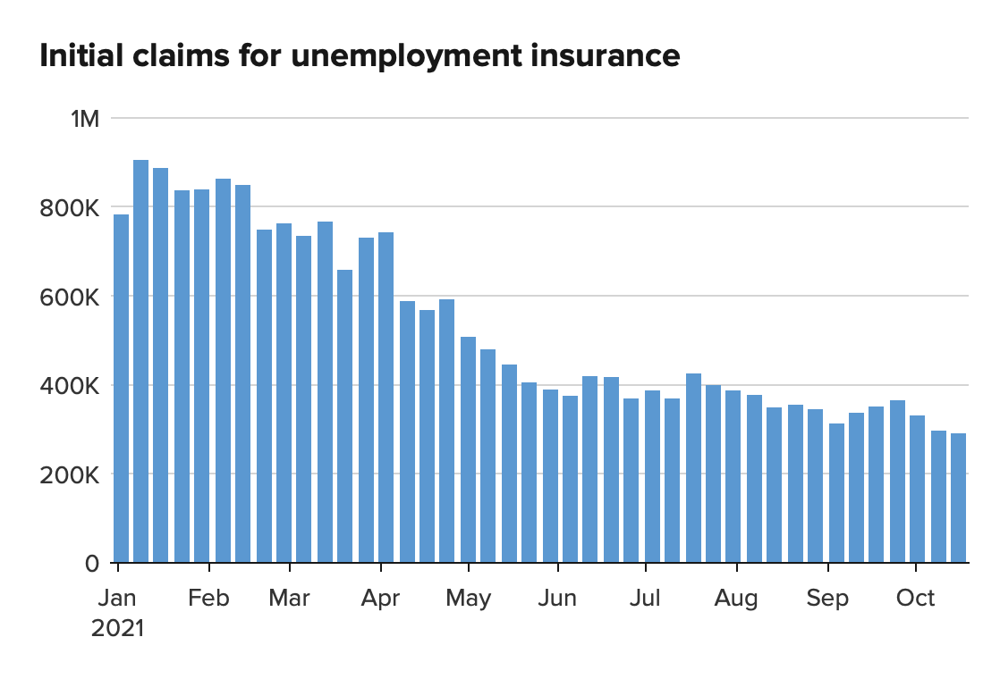 Initial claims for unemployment insurance
1M
800K
600K
400K
200K
0
Jan Feb Mar Apr May Jun Jul Aug Sep Oct
2021